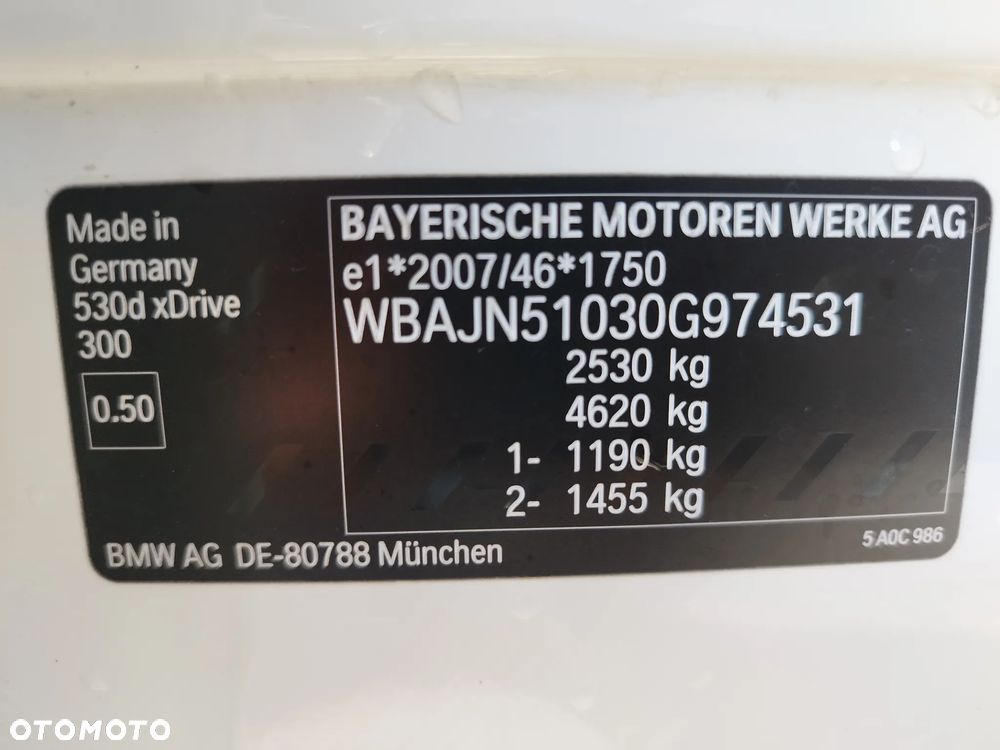 Made in
Germany
530d xDrive
300
0.50
BAYERISCHE MOTOREN WERKE AG
e1*2007/46*1750
WBAJN51030G974531
2530 kg
4620 kg
1- 1190 kg
2- 1455 kg
BMW AG DE-80788 München
5 A0C 986
OTOMOTO